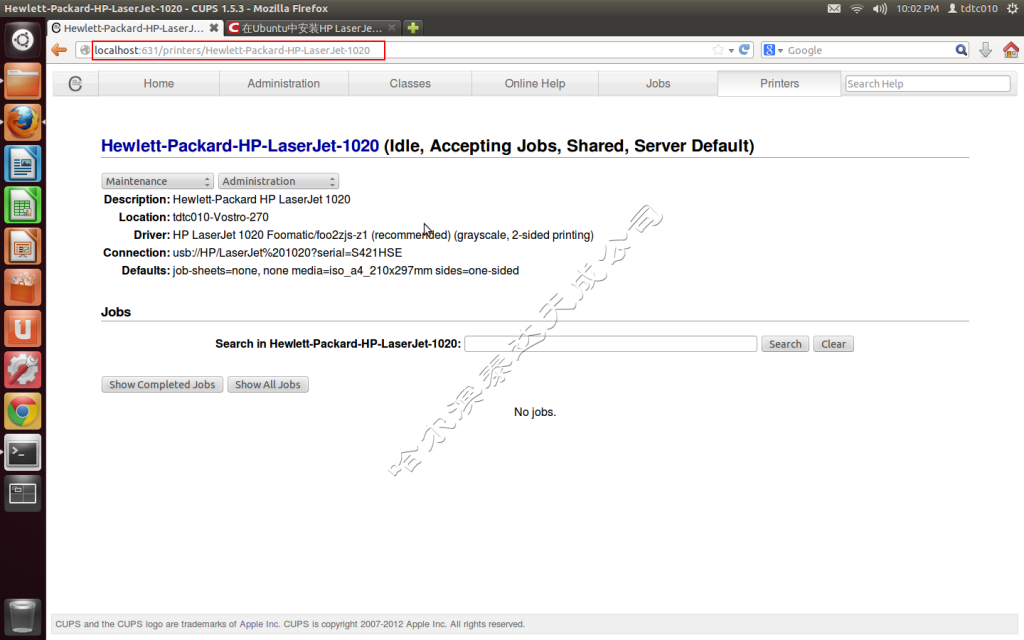 Hewlett-Packard-HP-LaserJet-1020 - CUPS 1.5.3 - Mozilla Firefox
10:02 PM
tdtc010
Hewlett-Packard-HP-LaserJ...
在Ubuntu中安装HP LaserJe...
localhost:631/printers/Hewlett-Packard-HP-LaserJet-1020
Google
Home
Administration
Classes
Online Help
Jobs
Printers
Search Help
Hewlett-Packard-HP-LaserJet-1020 (Idle, Accepting Jobs, Shared, Server Default)
Maintenance
Administration
Description: Hewlett-Packard HP LaserJet 1020
Location: tdtc010-Vostro-270
Driver: HP LaserJet 1020 Foomatic/foo2zjs-z1 (recommended) (grayscale, 2-sided printing)
Connection: usb://HP/LaserJet%201020?serial=S421HSE
Defaults: job-sheets=none, none media=iso_a4_210x297mm sides=one-sided
Jobs
Search in Hewlett-Packard-HP-LaserJet-1020:
Search
Clear
Show Completed Jobs
Show All Jobs
No jobs.
哈尔滨泰达天成公司
CUPS and the CUPS logo are trademarks of Apple Inc. CUPS is copyright 2007-2012 Apple Inc. All rights reserved.